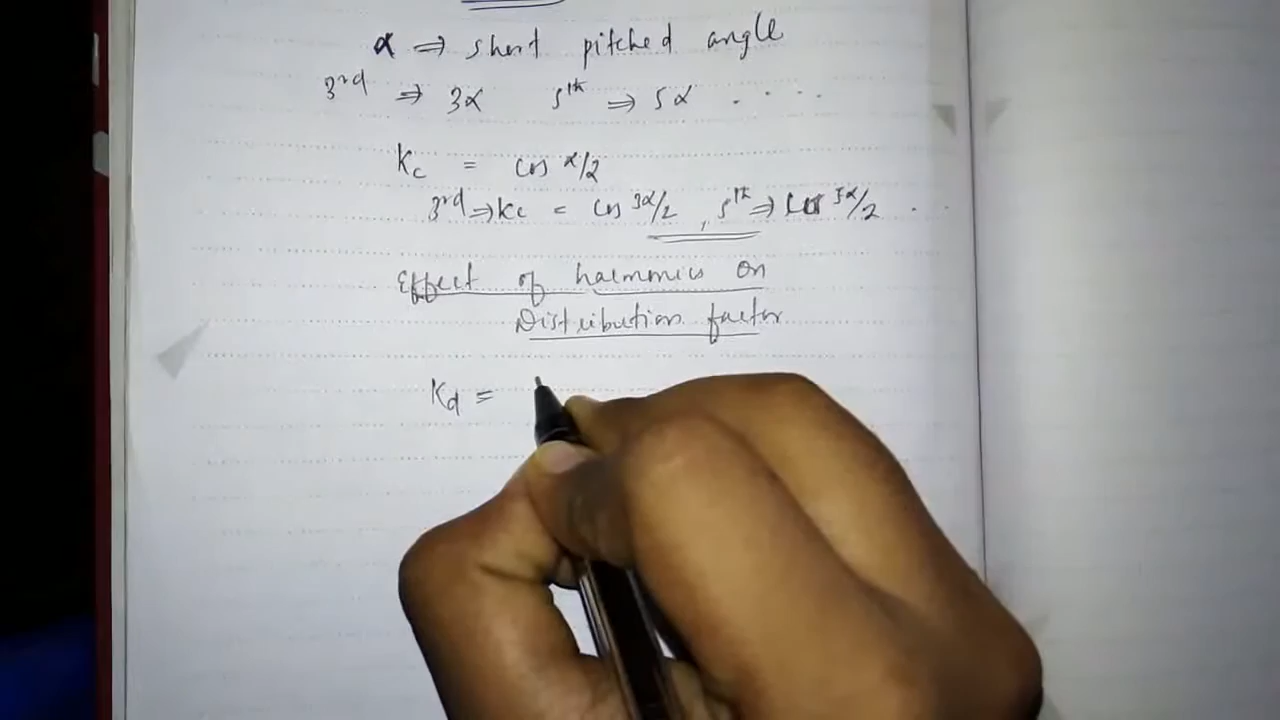 α ⇒ short pitched angle
3rd ⇒ 3α 5th ⇒ 5α . . . .
Kc = cos α/2
3rd ⇒ Kc = cos 3α/2 , 5th ⇒ cos 5α/2 . .
Effect of harmonics on
Distribution factor
Kd =